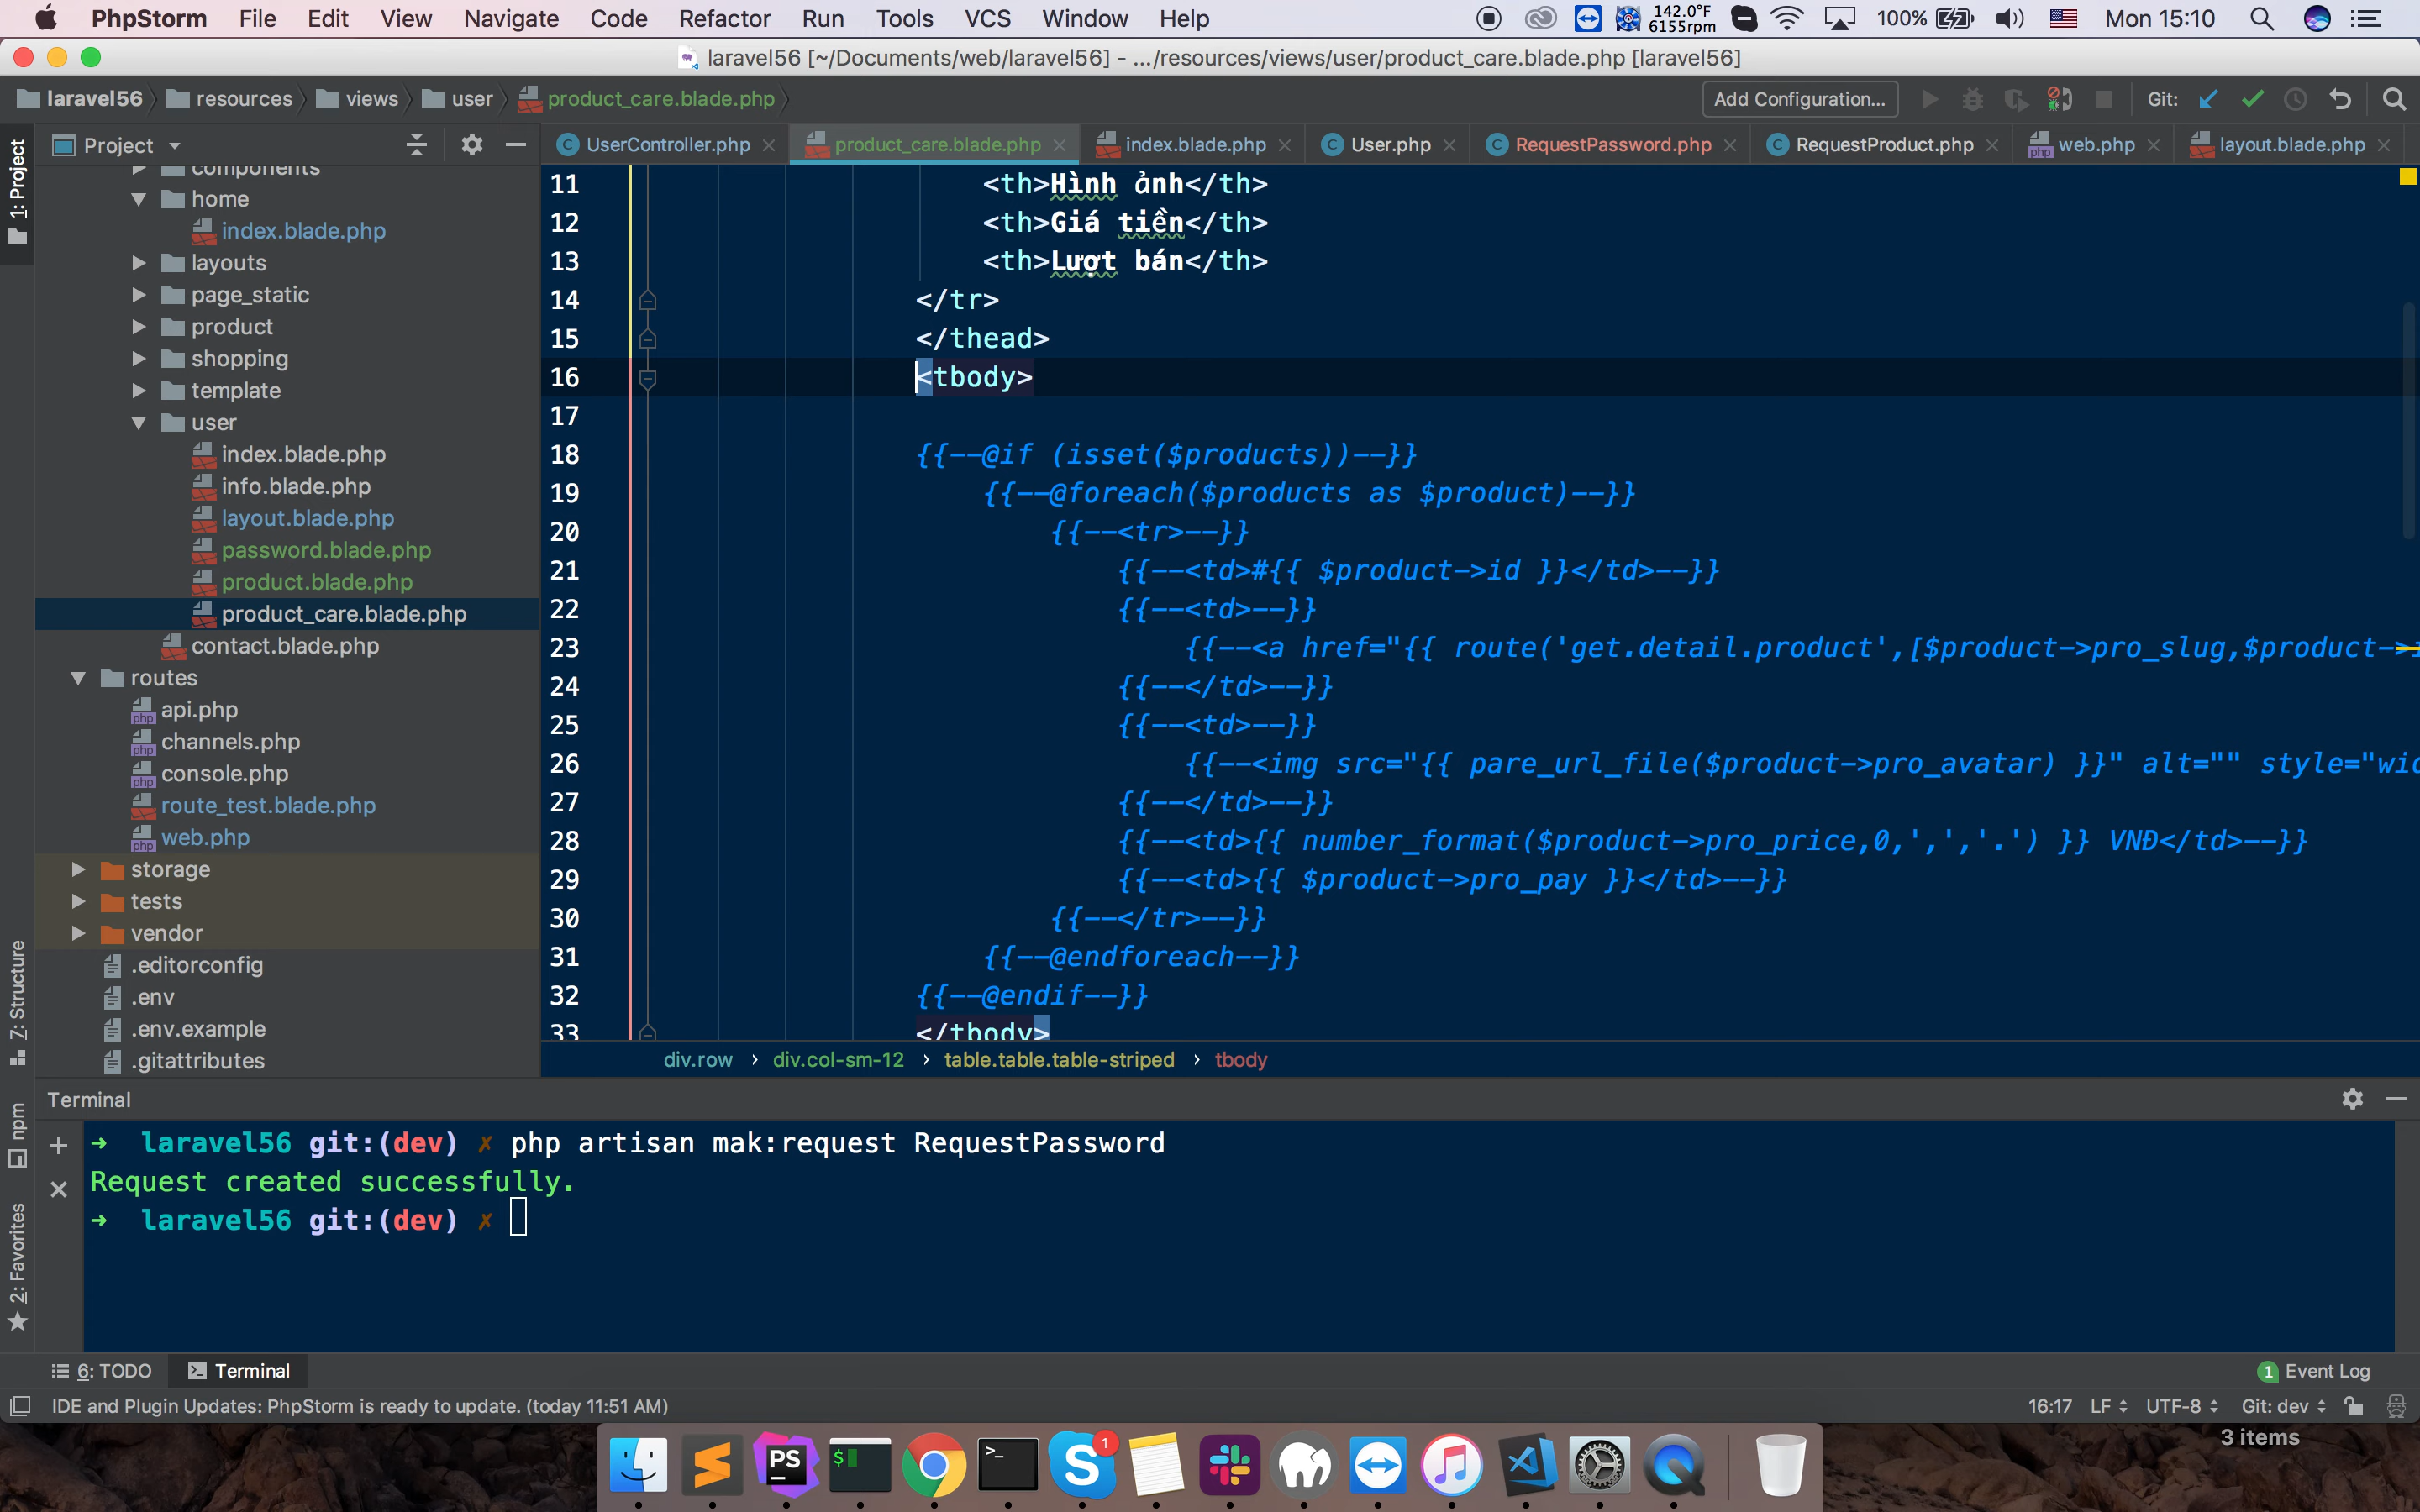 PhpStorm File Edit View Navigate Code Refactor Run Tools VCS Window Help 142.0°F 6155rpm 100% Mon 15:10
laravel56 [~/Documents/web/laravel56] - .../resources/views/user/product_care.blade.php [laravel56]
laravel56 resources views user product_care.blade.php Add Configuration... Git:
Project UserController.php product_care.blade.php index.blade.php User.php RequestPassword.php RequestProduct.php web.php layout.blade.php
1: Project
7: Structure
npm
2: Favorites
components
home
index.blade.php
layouts
page_static
product
shopping
template
user
index.blade.php
info.blade.php
layout.blade.php
password.blade.php
product.blade.php
product_care.blade.php
contact.blade.php
routes
api.php
channels.php
console.php
route_test.blade.php
web.php
storage
tests
vendor
.editorconfig
.env
.env.example
.gitattributes
11 <th>Hình ảnh</th>
12 <th>Giá tiền</th>
13 <th>Lượt bán</th>
14 </tr>
15 </thead>
16 <tbody>
17
18 {{--@if (isset($products))--}}
19 {{--@foreach($products as $product)--}}
20 {{--<tr>--}}
21 {{--<td>#{{ $product->id }}</td>--}}
22 {{--<td>--}}
23 {{--<a href="{{ route('get.detail.product',[$product->pro_slug,$product->
24 {{--</td>--}}
25 {{--<td>--}}
26 {{--<img src="{{ pare_url_file($product->pro_avatar) }}" alt="" style="wid
27 {{--</td>--}}
28 {{--<td>{{ number_format($product->pro_price,0,',','.') }} VNĐ</td>--}}
29 {{--<td>{{ $product->pro_pay }}</td>--}}
30 {{--</tr>--}}
31 {{--@endforeach--}}
32 {{--@endif--}}
33 </tbody>
div.row › div.col-sm-12 › table.table.table-striped › tbody
Terminal
➜ laravel56 git:(dev) ✗ php artisan mak:request RequestPassword
Request created successfully.
➜ laravel56 git:(dev) ✗
6: TODO Terminal 1 Event Log
IDE and Plugin Updates: PhpStorm is ready to update. (today 11:51 AM) 16:17 LF UTF-8 Git: dev
3 items
PS
$
>_
S
1